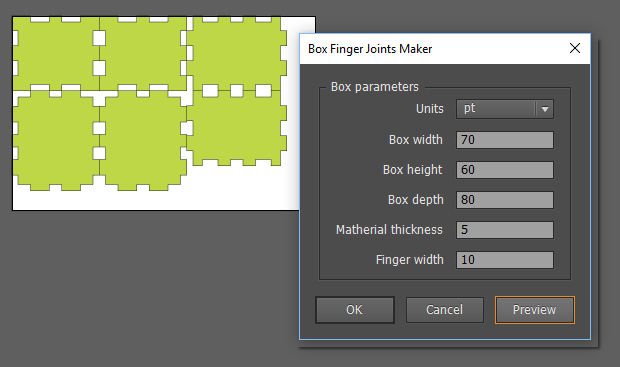 Box Finger Joints Maker
Box parameters
Units pt
Box width 70
Box height 60
Box depth 80
Matherial thickness 5
Finger width 10
OK Cancel Preview